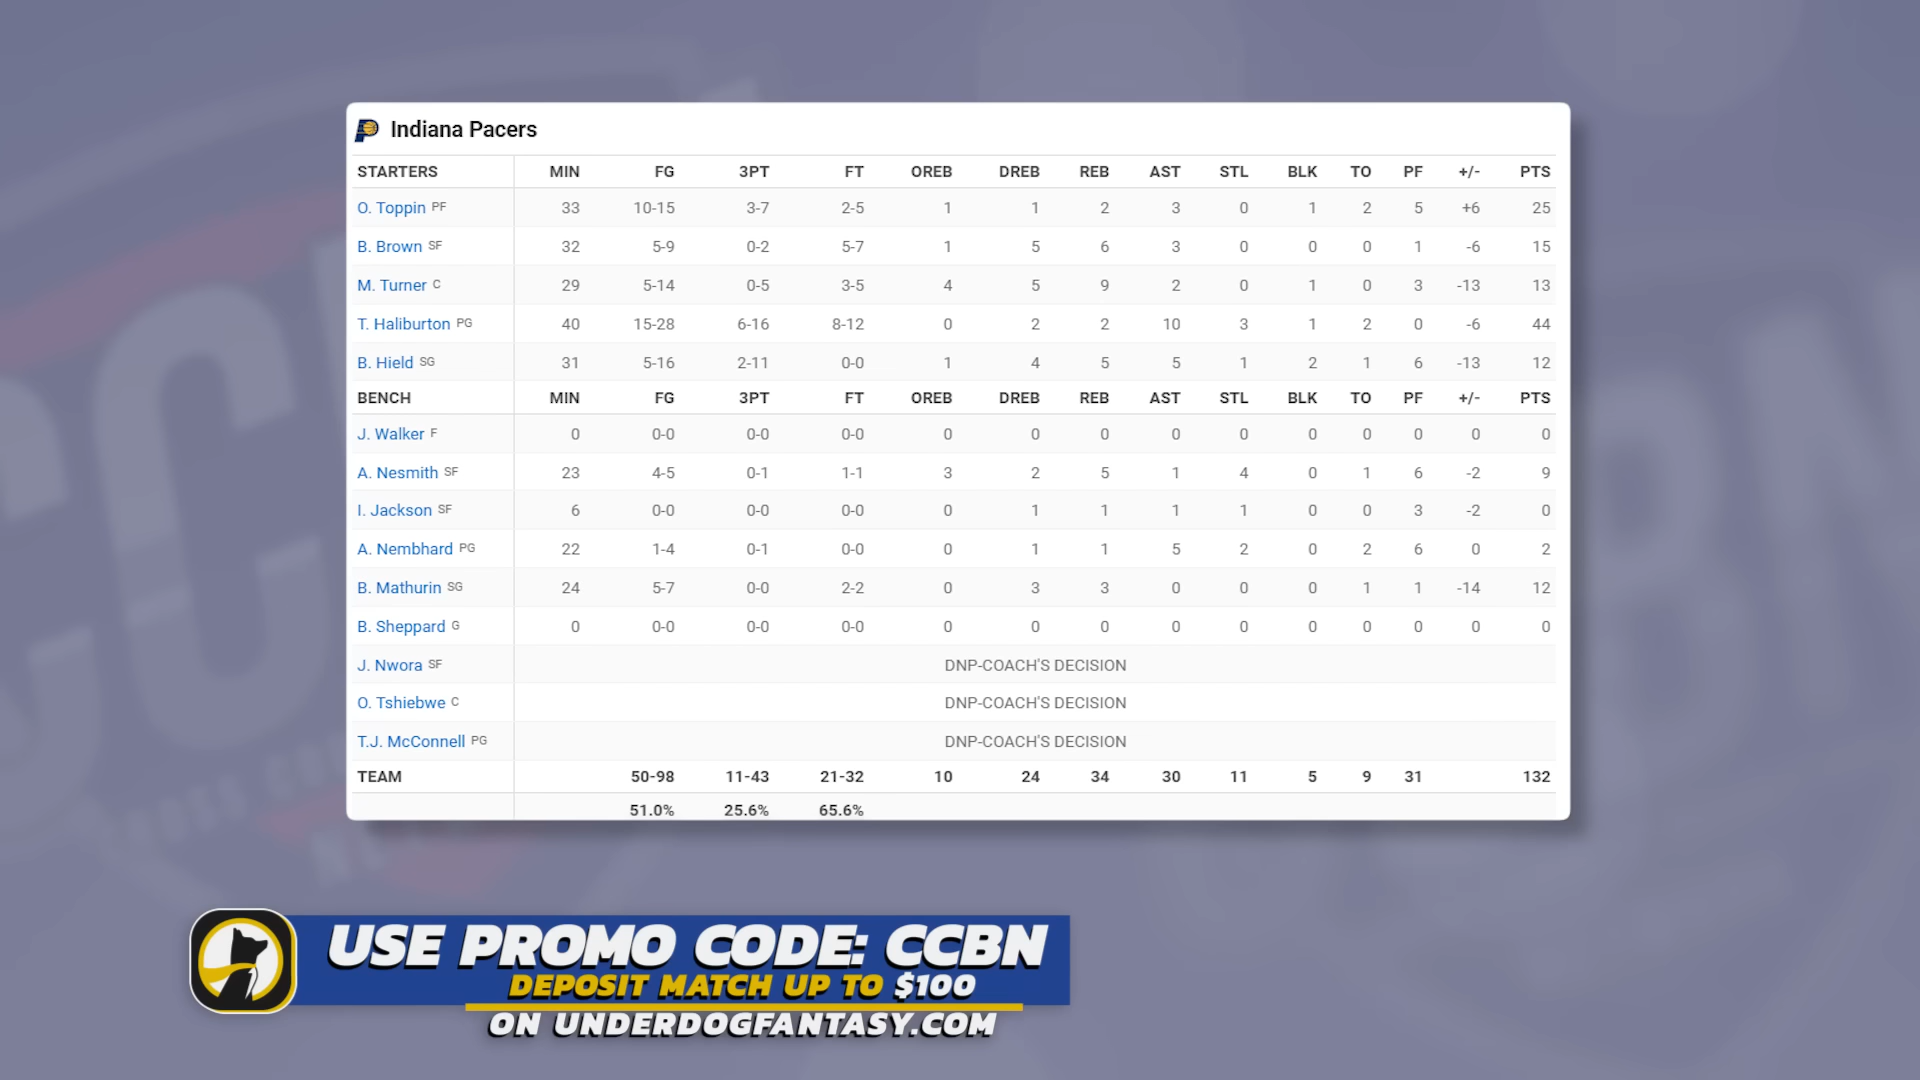 Indiana Pacers
STARTERS MIN FG 3PT FT OREB DREB REB AST STL BLK TO PF +/- PTS
O. Toppin PF 33 10-15 3-7 2-5 1 1 2 3 0 1 2 5 +6 25
B. Brown SF 32 5-9 0-2 5-7 1 5 6 3 0 0 0 1 -6 15
M. Turner C 29 5-14 0-5 3-5 4 5 9 2 0 1 0 3 -13 13
T. Haliburton PG 40 15-28 6-16 8-12 0 2 2 10 3 1 2 0 -6 44
B. Hield SG 31 5-16 2-11 0-0 1 4 5 5 1 2 1 6 -13 12
BENCH MIN FG 3PT FT OREB DREB REB AST STL BLK TO PF +/- PTS
J. Walker F 0 0-0 0-0 0-0 0 0 0 0 0 0 0 0 0 0
A. Nesmith SF 23 4-5 0-1 1-1 3 2 5 1 4 0 1 6 -2 9
I. Jackson SF 6 0-0 0-0 0-0 0 1 1 1 1 0 0 3 -2 0
A. Nembhard PG 22 1-4 0-1 0-0 0 1 1 5 2 0 2 6 0 2
B. Mathurin SG 24 5-7 0-0 2-2 0 3 3 0 0 0 1 1 -14 12
B. Sheppard G 0 0-0 0-0 0-0 0 0 0 0 0 0 0 0 0 0
J. Nwora SF DNP-COACH'S DECISION
O. Tshiebwe C DNP-COACH'S DECISION
T.J. McConnell PG DNP-COACH'S DECISION
TEAM 50-98 11-43 21-32 10 24 34 30 11 5 9 31 132
51.0% 25.6% 65.6%
USE PROMO CODE: CCBN
DEPOSIT MATCH UP TO $100
ON UNDERDOGFANTASY.COM